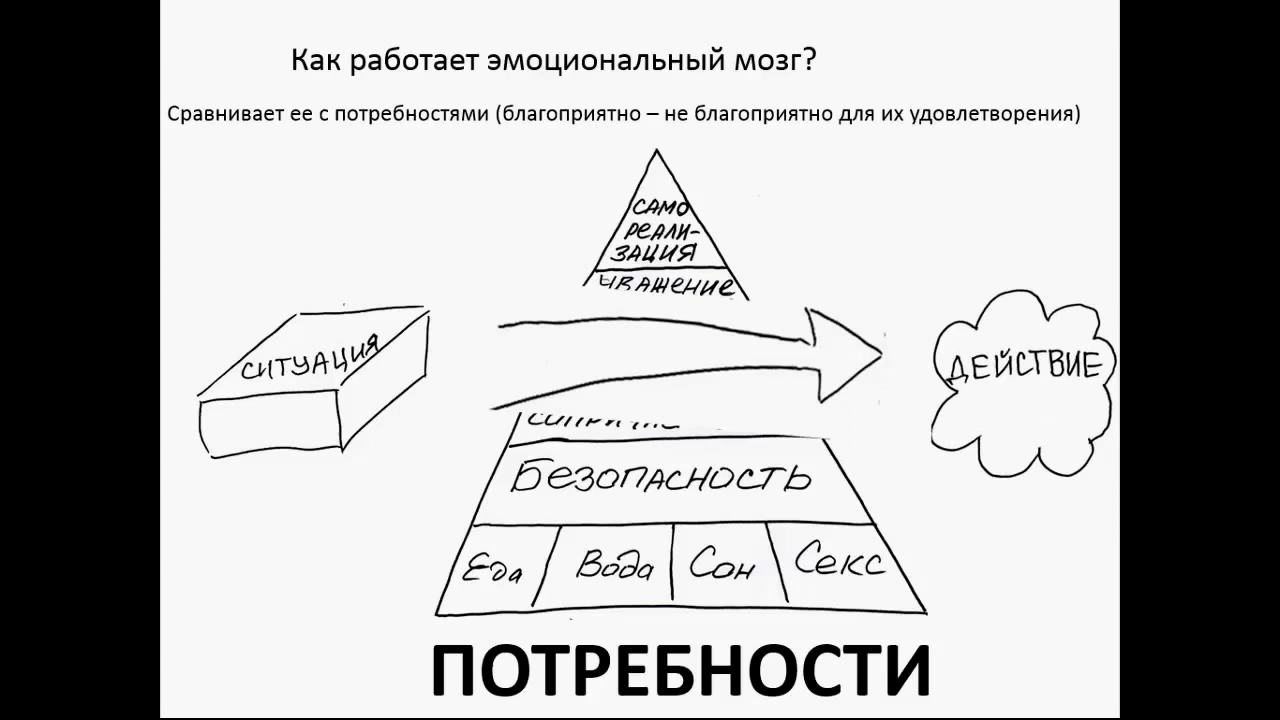 Как работает эмоциональный мозг?
Сравнивает ее с потребностями (благоприятно – не благоприятно для их удовлетворения)
САМО
РЕАЛИ-
ЗАЦИЯ
УВАЖЕНИЕ
СИТУАЦИЯ
ДЕЙСТВИЕ
БЕЗОПАСНОСТЬ
Еда Вода Сон Секс
ПОТРЕБНОСТИ